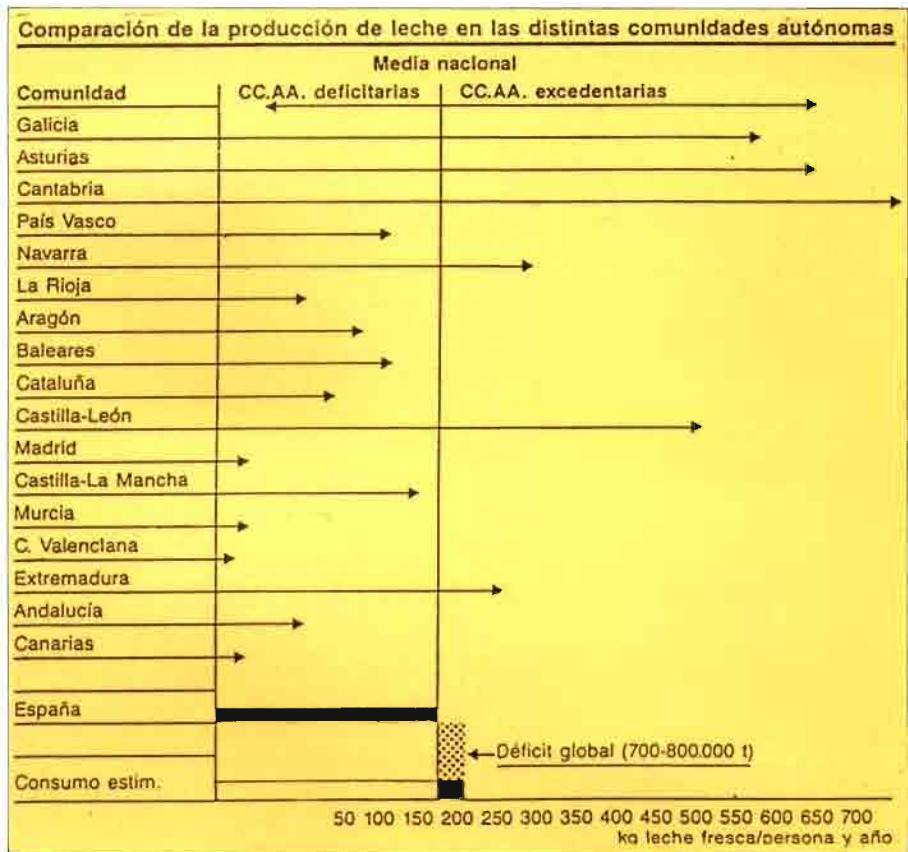 Comparación de la producción de leche en las distintas comunidades autónomas
Media nacional
Comunidad CC.AA. deficitarias CC.AA. excedentarias
Galicia
Asturias
Cantabria
País Vasco
Navarra
La Rioja
Aragón
Baleares
Cataluña
Castilla-León
Madrid
Castilla-La Mancha
Murcia
C. Valenciana
Extremadura
Andalucía
Canarias
España
Déficit global (700-800.000 t)
Consumo estim.
50 100 150 200 250 300 350 400 450 500 550 600 650 700
kg leche fresca/persona y año